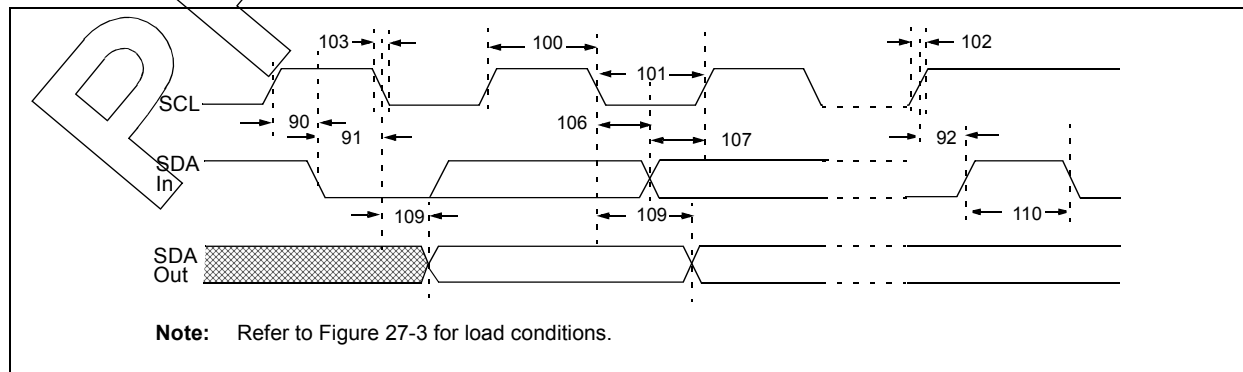 103
100
102
101
SCL
90
91
106
107
92
SDA
In
109
109
110
SDA
Out
Note: Refer to Figure 27-3 for load conditions.